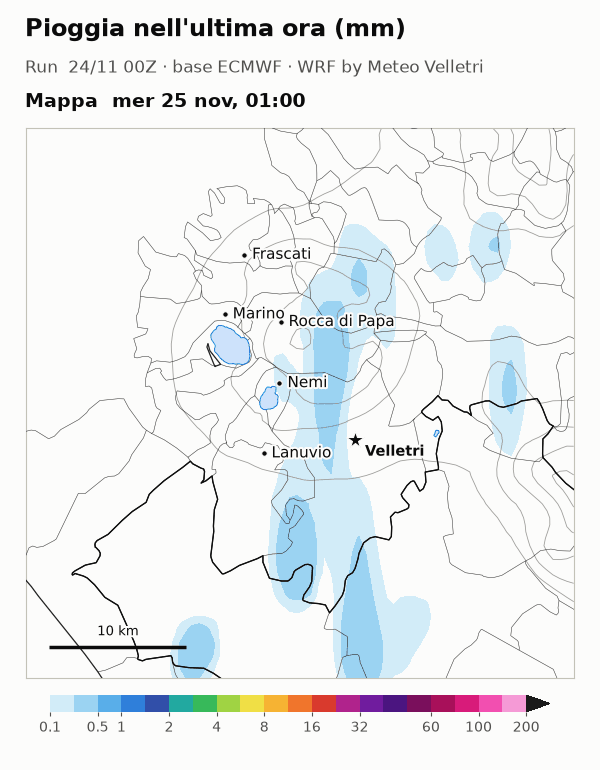 Pioggia nell'ultima ora (mm)
Run  24/11 00Z · base ECMWF · WRF by Meteo Velletri
Mappa  mer 25 nov, 01:00
Frascati
Marino
Rocca di Papa
Nemi
Velletri
Lanuvio
10 km
0.1 0.5 1 2 4 8 16 32 60 100 200